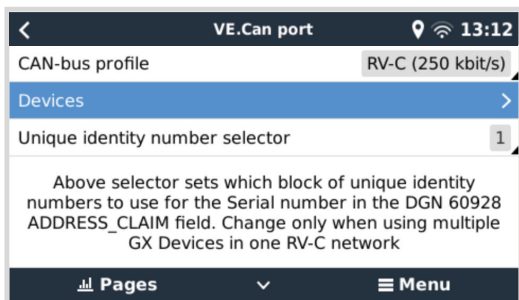 VE.Can port 13:12
CAN-bus profile RV-C (250 kbit/s)
Devices
Unique identity number selector 1
Above selector sets which block of unique identity
numbers to use for the Serial number in the DGN 60928
ADDRESS_CLAIM field. Change only when using multiple
GX Devices in one RV-C network
Pages Menu